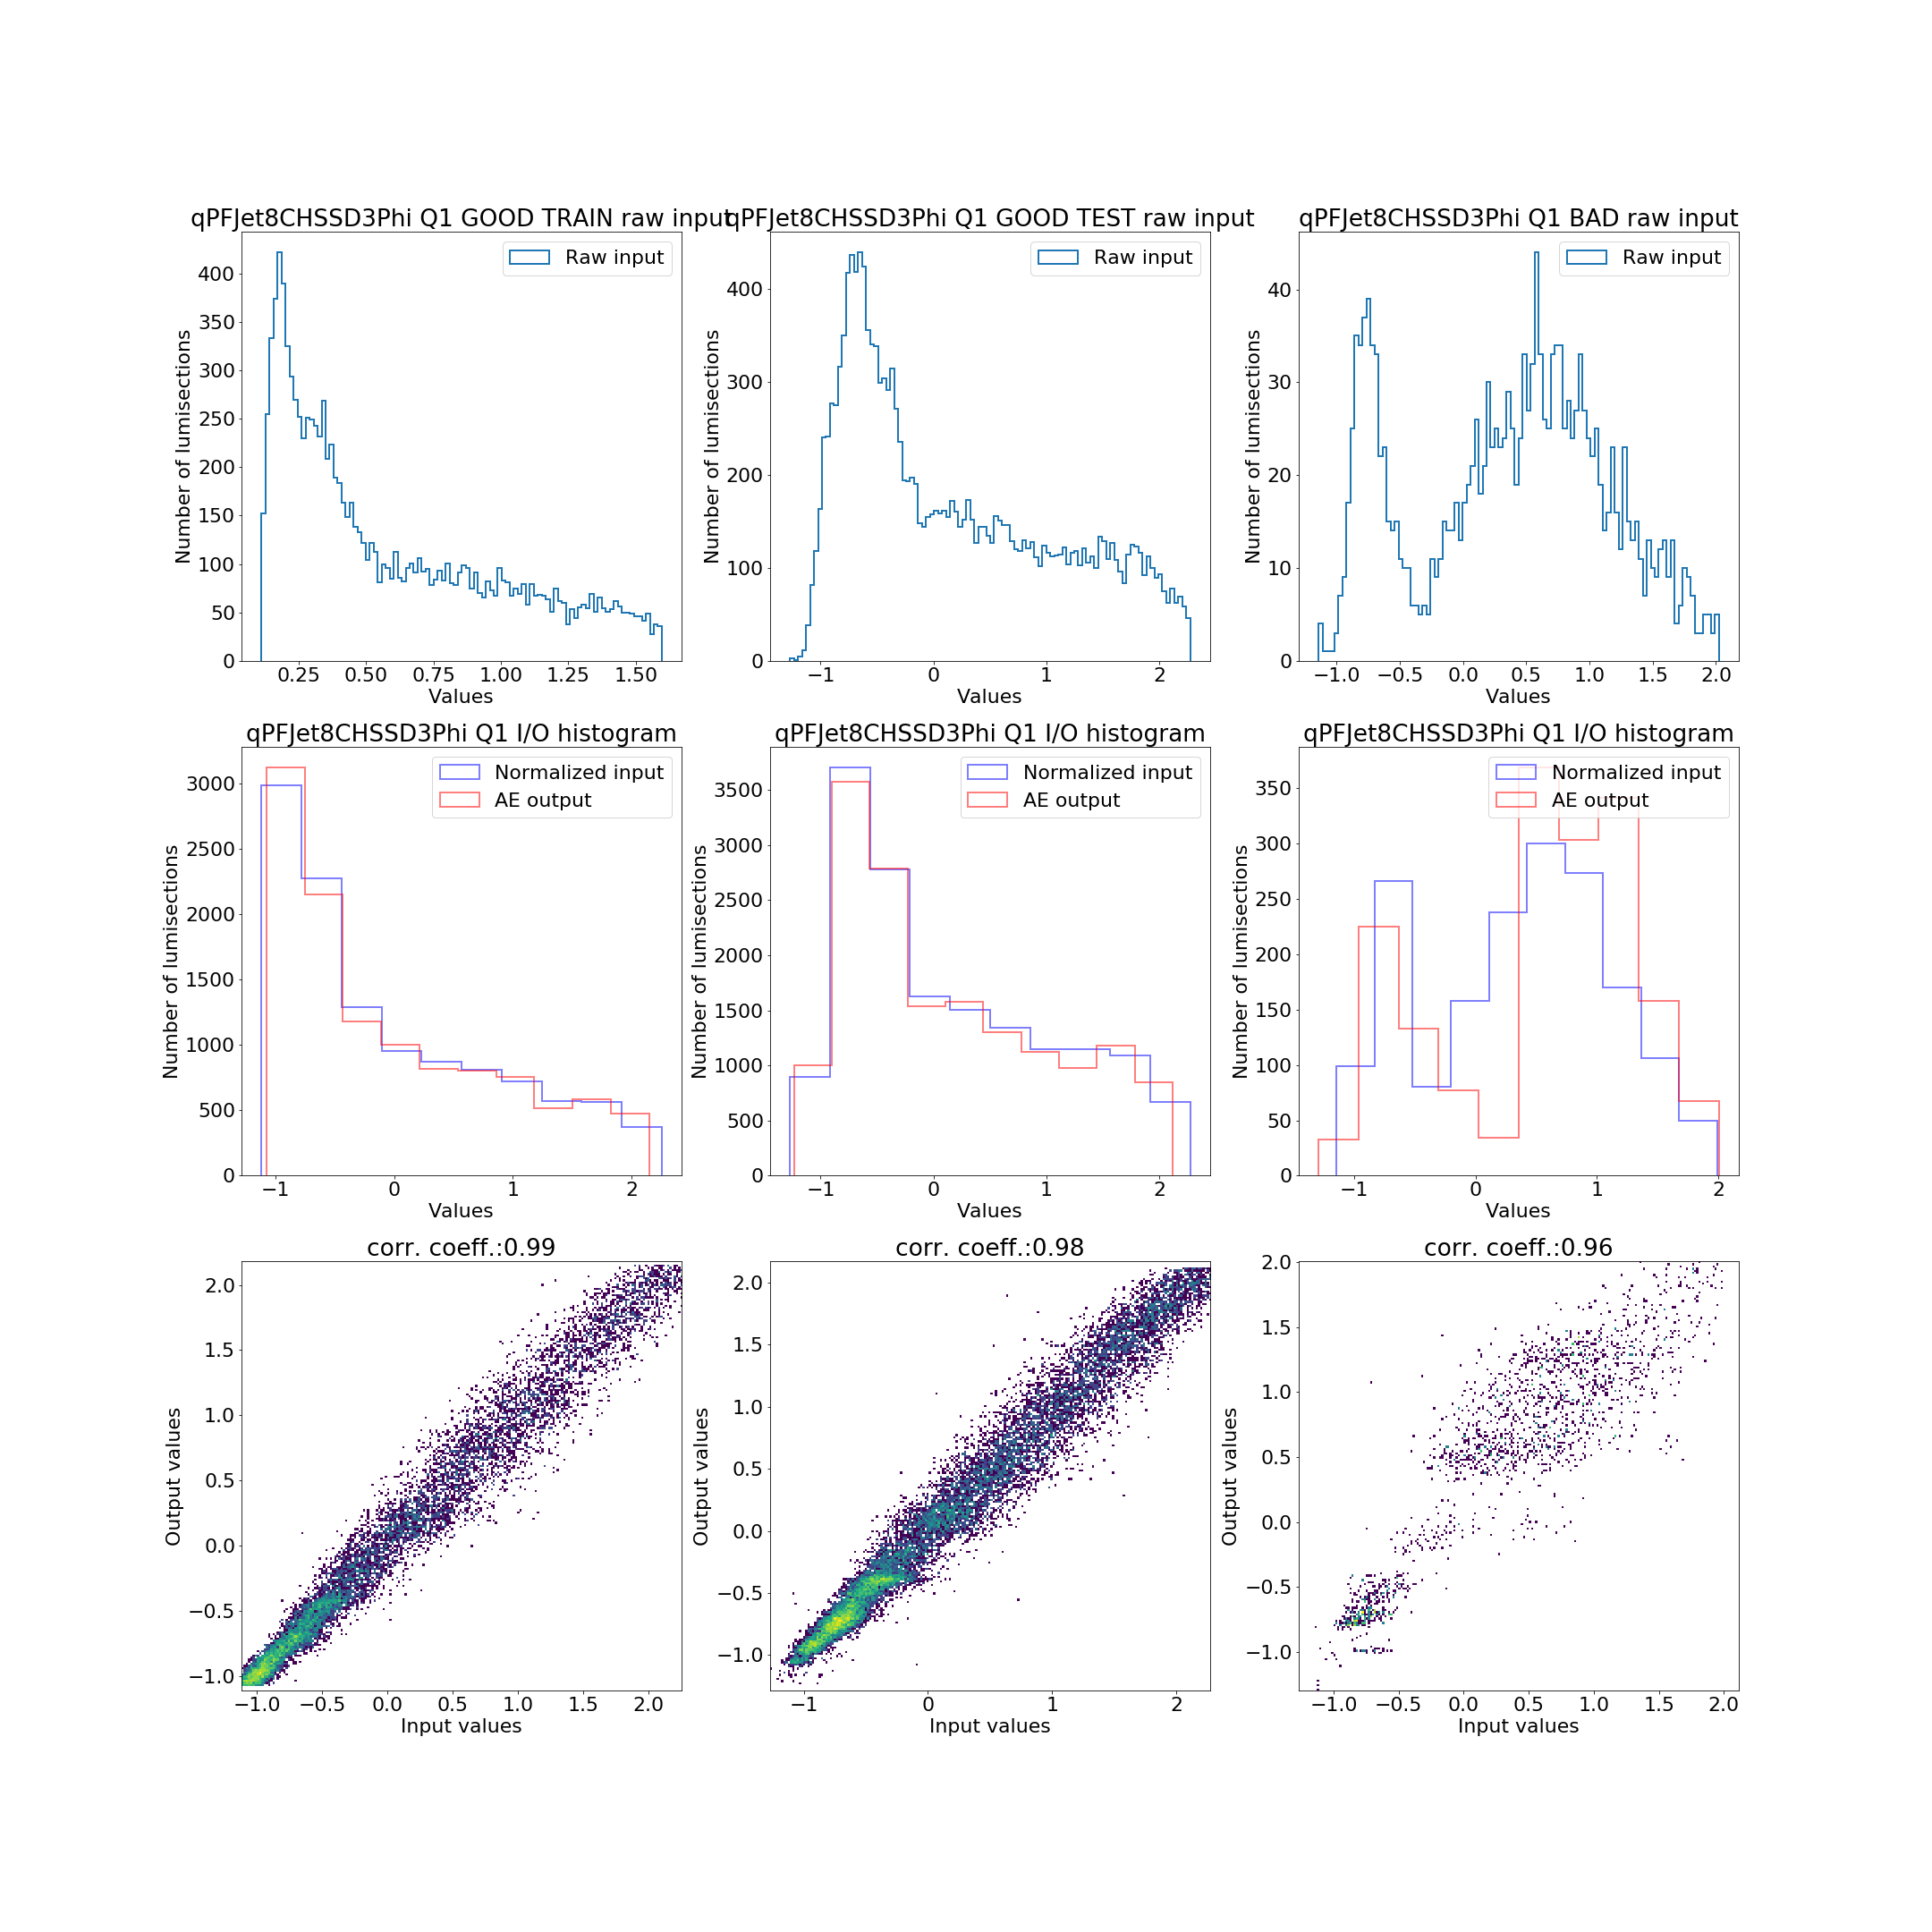 qPFJet8CHSSD3Phi Q1 GOOD TRAIN raw input
Raw input
Number of lumisections
400
350
300
250
200
150
100
50
0
0.25 0.50 0.75 1.00 1.25 1.50
Values
qPFJet8CHSSD3Phi Q1 GOOD TEST raw input
Raw input
Number of lumisections
400
300
200
100
0
−1 0 1 2
Values
qPFJet8CHSSD3Phi Q1 BAD raw input
Raw input
Number of lumisections
40
30
20
10
0
−1.0 −0.5 0.0 0.5 1.0 1.5 2.0
Values
qPFJet8CHSSD3Phi Q1 I/O histogram
Normalized input
AE output
Number of lumisections
3000
2500
2000
1500
1000
500
0
−1 0 1 2
Values
qPFJet8CHSSD3Phi Q1 I/O histogram
Normalized input
AE output
Number of lumisections
3500
3000
2500
2000
1500
1000
500
0
−1 0 1 2
Values
qPFJet8CHSSD3Phi Q1 I/O histogram
Normalized input
AE output
Number of lumisections
350
300
250
200
150
100
50
0
−1 0 1 2
Values
corr. coeff.:0.99
Output values
2.0
1.5
1.0
0.5
0.0
−0.5
−1.0
−1.0 −0.5 0.0 0.5 1.0 1.5 2.0
Input values
corr. coeff.:0.98
Output values
2.0
1.5
1.0
0.5
0.0
−0.5
−1.0
−1 0 1 2
Input values
corr. coeff.:0.96
Output values
2.0
1.5
1.0
0.5
0.0
−0.5
−1.0
−1.0 −0.5 0.0 0.5 1.0 1.5 2.0
Input values